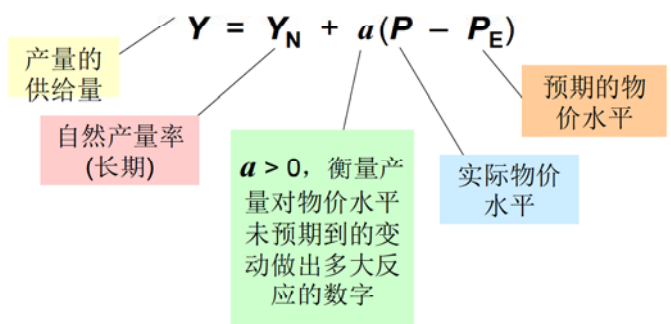 Y = YN + a(P – PE)
产量的
供给量
自然产量率
(长期)
a > 0，衡量产
量对物价水平
未预期到的变
动做出多大反
应的数字
实际物价
水平
预期的物
价水平